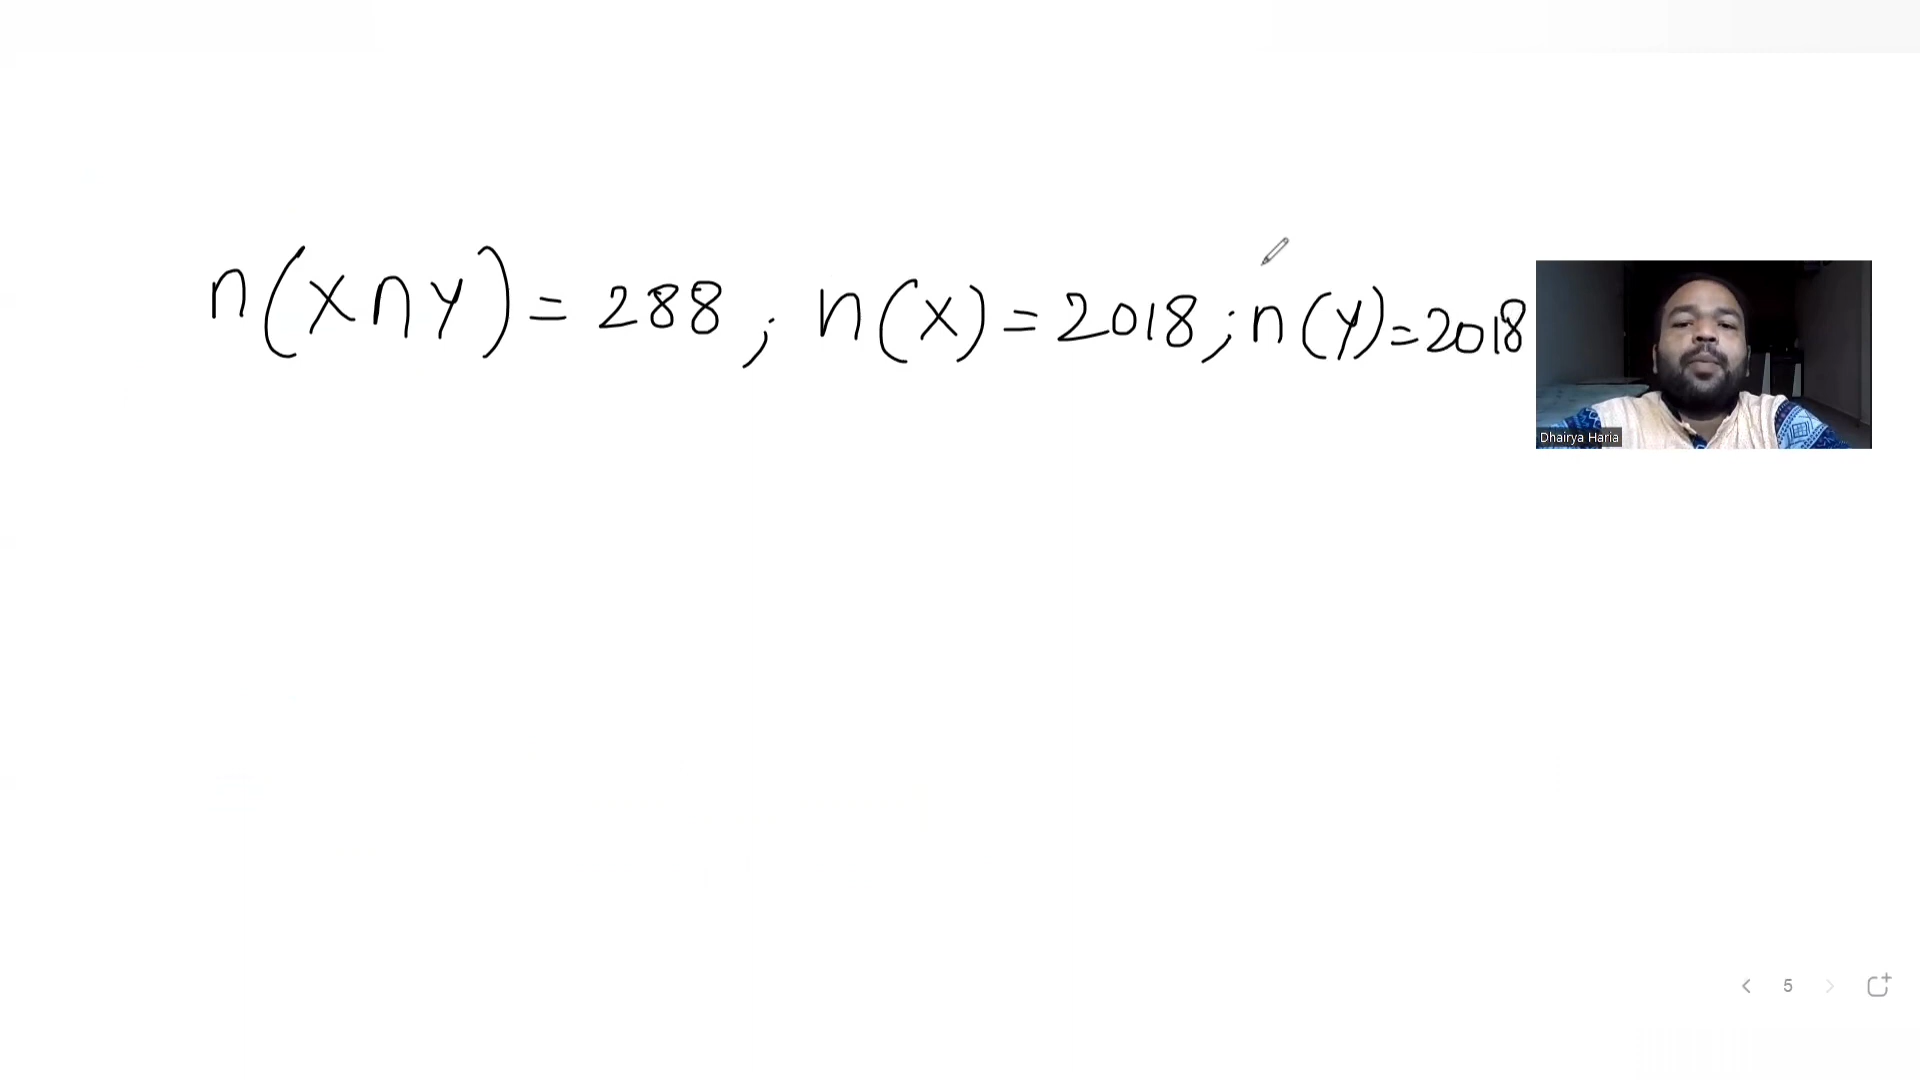 n(X∩Y) = 288 ; n(X) = 2018 ; n(Y) = 2018
Dhairya Haria
5